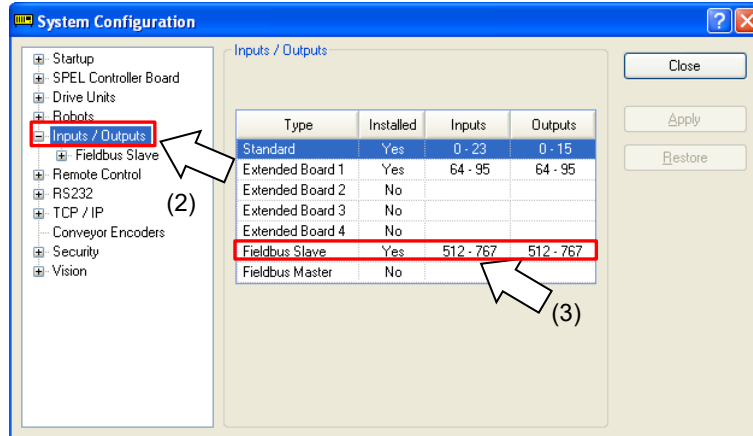 System Configuration
Startup
SPEL Controller Board
Drive Units
Robots
Inputs / Outputs
Fieldbus Slave
Remote Control
RS232
TCP / IP
Conveyor Encoders
Security
Vision
(2)
Inputs / Outputs
Type Installed Inputs Outputs
Standard Yes 0 - 23 0 - 15
Extended Board 1 Yes 64 - 95 64 - 95
Extended Board 2 No
Extended Board 3 No
Extended Board 4 No
Fieldbus Slave Yes 512 - 767 512 - 767
Fieldbus Master No
(3)
Close
Apply
Restore